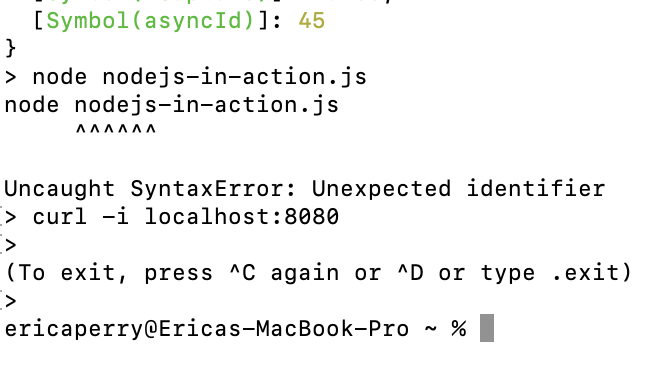 [Symbol(asyncId)]: 45
}
> node nodejs-in-action.js
node nodejs-in-action.js
     ^^^^^^
Uncaught SyntaxError: Unexpected identifier
> curl -i localhost:8080
>
(To exit, press ^C again or ^D or type .exit)
>
ericaperry@Ericas-MacBook-Pro ~ %